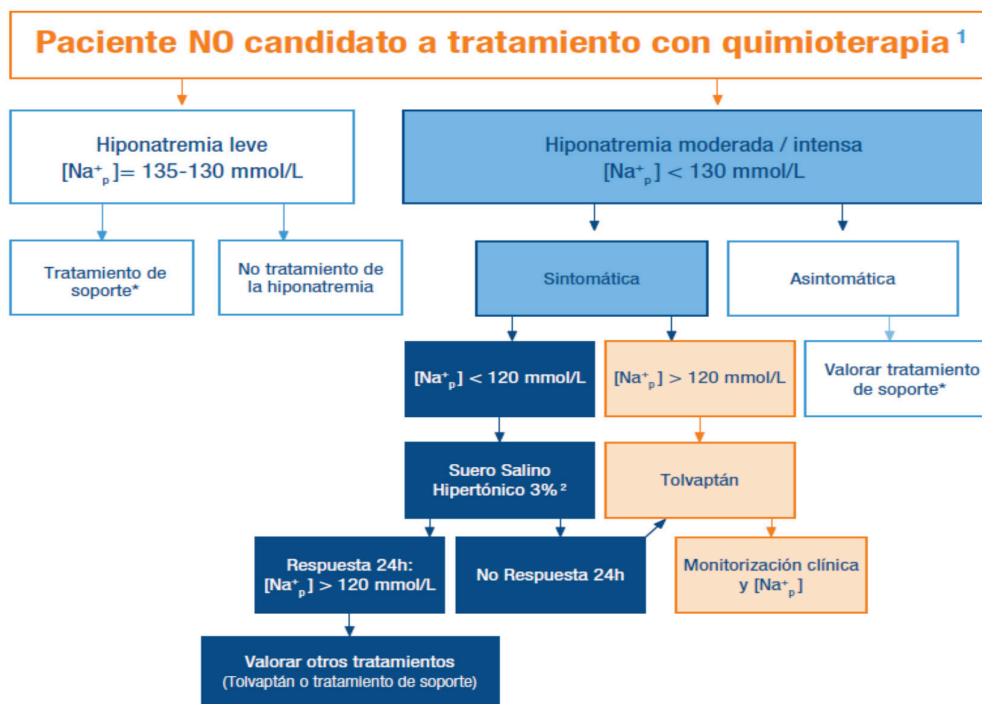 Paciente NO candidato a tratamiento con quimioterapia ¹
Hiponatremia leve
[Na⁺ₚ]= 135-130 mmol/L
Hiponatremia moderada / intensa
[Na⁺ₚ] < 130 mmol/L
Tratamiento de
soporte*
No tratamiento de
la hiponatremia
Sintomática
Asintomática
[Na⁺ₚ] < 120 mmol/L
[Na⁺ₚ] > 120 mmol/L
Valorar tratamiento
de soporte*
Suero Salino
Hipertónico 3% ²
Tolvaptán
Respuesta 24h:
[Na⁺ₚ] > 120 mmol/L
No Respuesta 24h
Monitorización clínica
y [Na⁺ₚ]
Valorar otros tratamientos
(Tolvaptán o tratamiento de soporte)